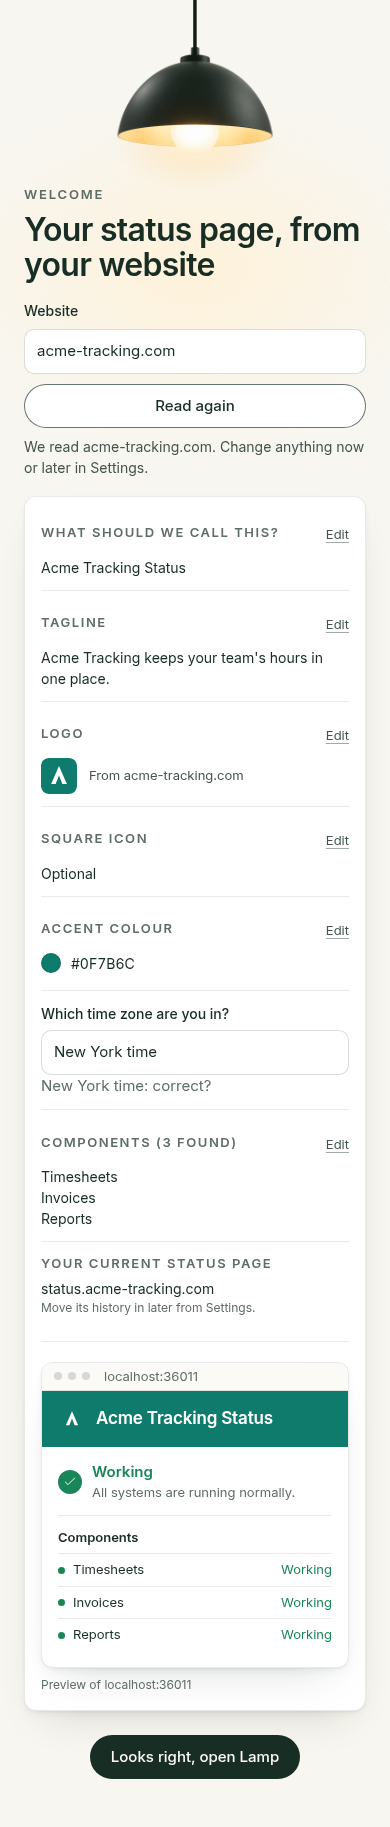 WELCOME
Your status page, from
your website
Website
acme-tracking.com
Read again
We read acme-tracking.com. Change anything now
or later in Settings.
WHAT SHOULD WE CALL THIS?
Edit
Acme Tracking Status
TAGLINE
Edit
Acme Tracking keeps your team's hours in
one place.
LOGO
Edit
From acme-tracking.com
SQUARE ICON
Edit
Optional
ACCENT COLOUR
Edit
#0F7B6C
Which time zone are you in?
New York time
New York time: correct?
COMPONENTS (3 FOUND)
Edit
Timesheets
Invoices
Reports
YOUR CURRENT STATUS PAGE
status.acme-tracking.com
Move its history in later from Settings.
localhost:36011
Acme Tracking Status
Working
All systems are running normally.
Components
Timesheets Working
Invoices Working
Reports Working
Preview of localhost:36011
Looks right, open Lamp